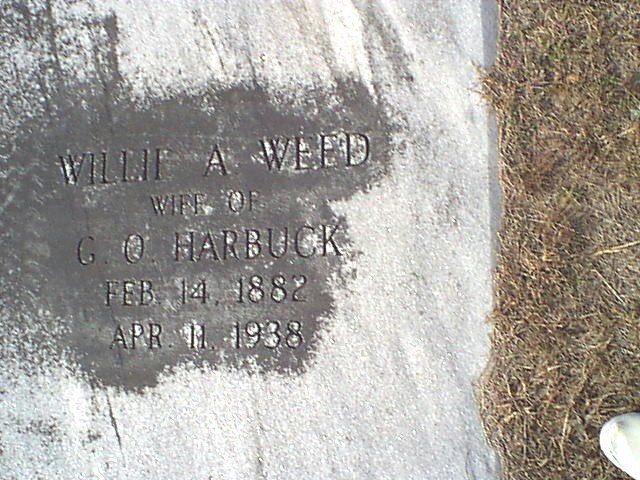 WILLIE A WEED
WIFE OF
G. O. HARBUCK
FEB. 14, 1882
APR. 11, 1938